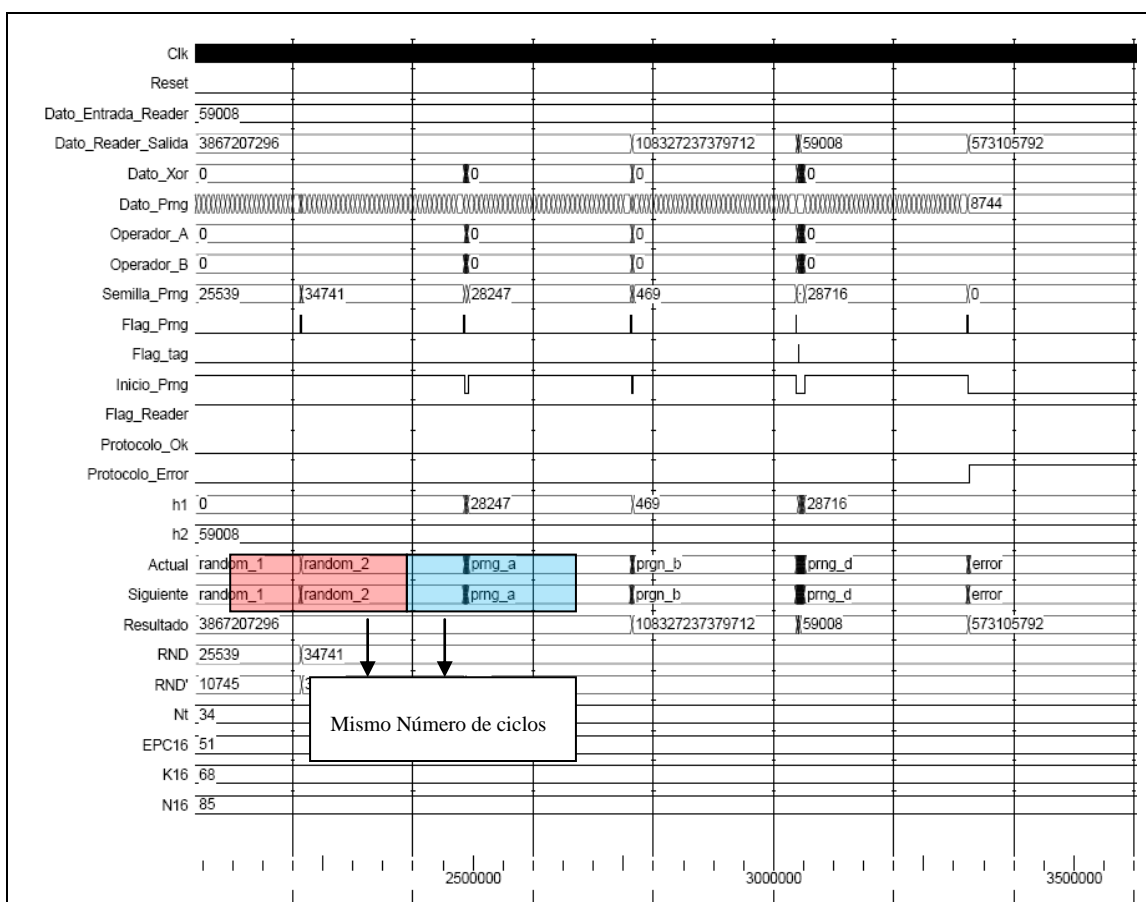 Clk
Reset
Dato_Entrada_Reader 59008
Dato_Reader_Salida 3867207296 108327237379712 59008 573105792
Dato_Xor 0 0 0 0
Dato_Prng 8744
Operador_A 0 0 0 0
Operador_B 0 0 0 0
Semilla_Prng 25539 34741 28247 469 28716 0
Flag_Prng
Flag_tag
Inicio_Prng
Flag_Reader
Protocolo_Ok
Protocolo_Error
h1 0 28247 469 28716
h2 59008
Actual random_1 random_2 prng_a prgn_b prng_d error
Siguiente random_1 random_2 prng_a prgn_b prng_d error
Resultado 3867207296 108327237379712 59008 573105792
RND 25539 34741
RND' 10745
Mismo Número de ciclos
Nt 34
EPC16 51
K16 68
N16 85
2500000 3000000 3500000